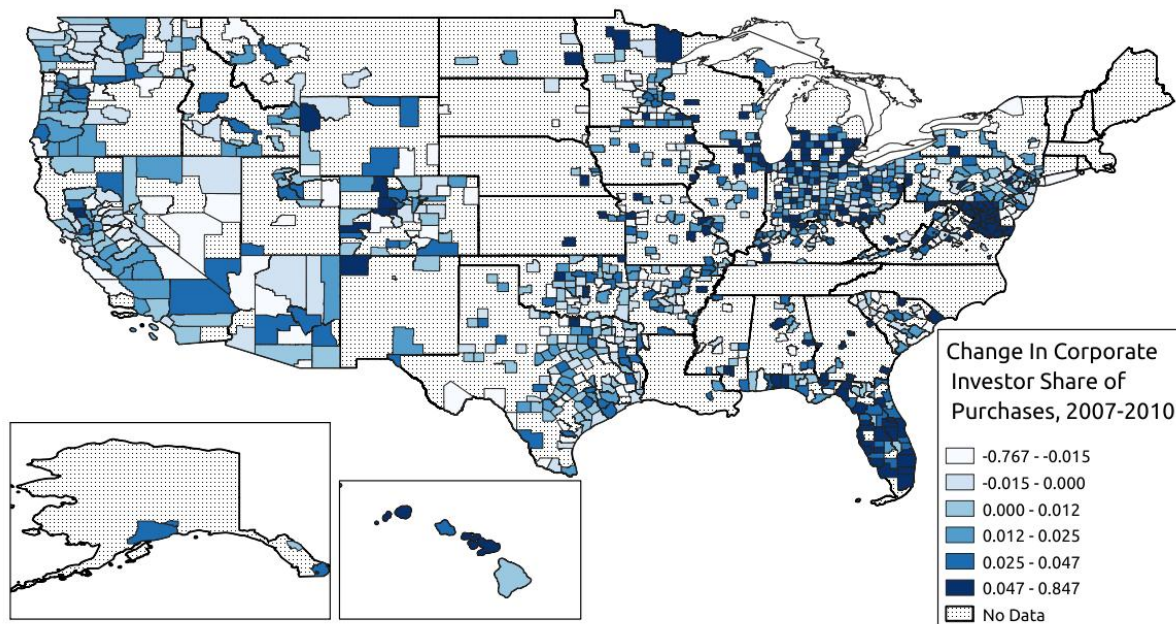 Change In Corporate
Investor Share of
Purchases, 2007-2010
-0.767 - -0.015
-0.015 - 0.000
0.000 - 0.012
0.012 - 0.025
0.025 - 0.047
0.047 - 0.847
No Data